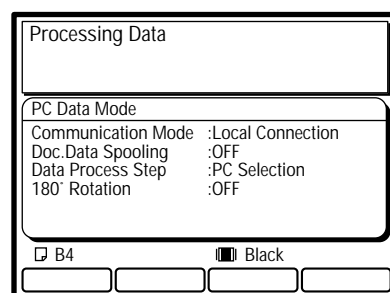 Processing Data
PC Data Mode
Communication Mode :Local Connection
Doc.Data Spooling :OFF
Data Process Step :PC Selection
180˚ Rotation :OFF
B4 Black